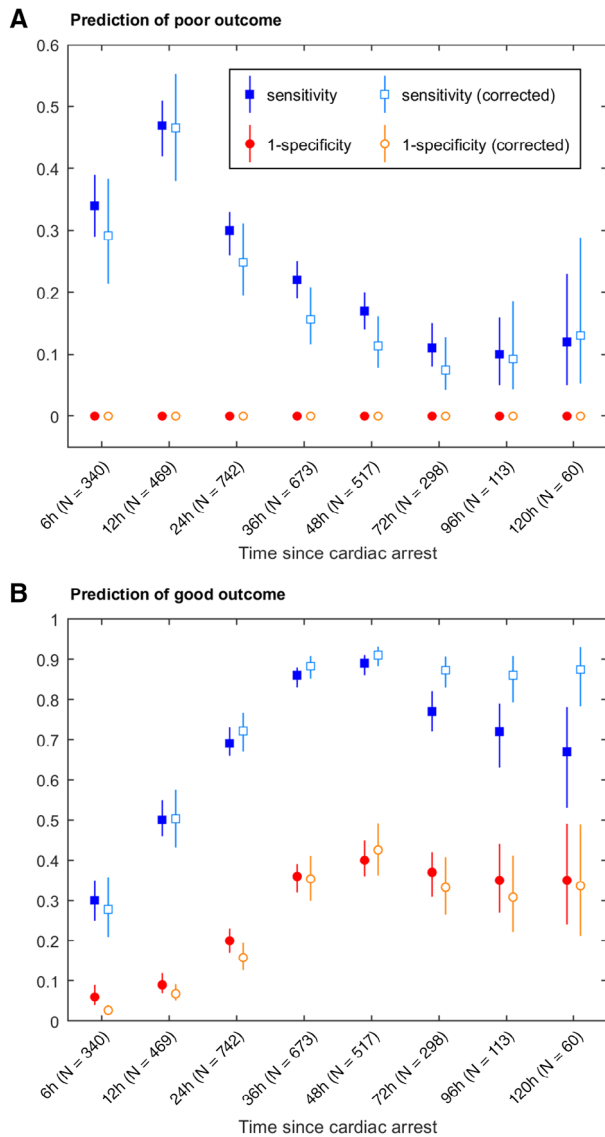 A
Prediction of poor outcome
0.6
0.5
0.4
0.3
0.2
0.1
0
sensitivity
sensitivity (corrected)
1-specificity
1-specificity (corrected)
6h (N = 340)
12h (N = 469)
24h (N = 742)
36h (N = 673)
48h (N = 517)
72h (N = 298)
96h (N = 113)
120h (N = 60)
Time since cardiac arrest
B
Prediction of good outcome
1
0.9
0.8
0.7
0.6
0.5
0.4
0.3
0.2
0.1
0
6h (N = 340)
12h (N = 469)
24h (N = 742)
36h (N = 673)
48h (N = 517)
72h (N = 298)
96h (N = 113)
120h (N = 60)
Time since cardiac arrest